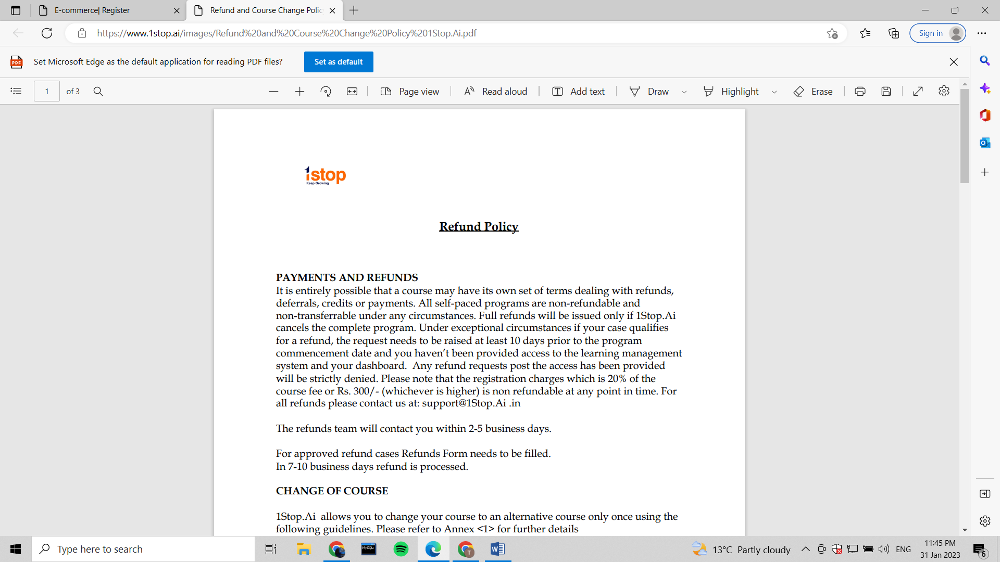 E-commerce| Register
Refund and Course Change Polic
https://www.1stop.ai/images/Refund%20and%20Course%20Change%20Policy%201Stop.Ai.pdf
Sign in
PDF
Set Microsoft Edge as the default application for reading PDF files?
Set as default
1
of 3
Page view
Read aloud
Add text
Draw
Highlight
Erase
1stop
Keep Growing
Refund Policy
PAYMENTS AND REFUNDS
It is entirely possible that a course may have its own set of terms dealing with refunds,
deferrals, credits or payments. All self-paced programs are non-refundable and
non-transferrable under any circumstances. Full refunds will be issued only if 1Stop.Ai
cancels the complete program. Under exceptional circumstances if your case qualifies
for a refund, the request needs to be raised at least 10 days prior to the program
commencement date and you haven’t been provided access to the learning management
system and your dashboard.  Any refund requests post the access has been provided
will be strictly denied. Please note that the registration charges which is 20% of the
course fee or Rs. 300/- (whichever is higher) is non refundable at any point in time. For
all refunds please contact us at: support@1Stop.Ai .in
The refunds team will contact you within 2-5 business days.
For approved refund cases Refunds Form needs to be filled.
In 7-10 business days refund is processed.
CHANGE OF COURSE
1Stop.Ai  allows you to change your course to an alternative course only once using the
following guidelines. Please refer to Annex <1> for further details
Type here to search
MySQL
T
13°C Partly cloudy
ENG
11:45 PM
31 Jan 2023
6